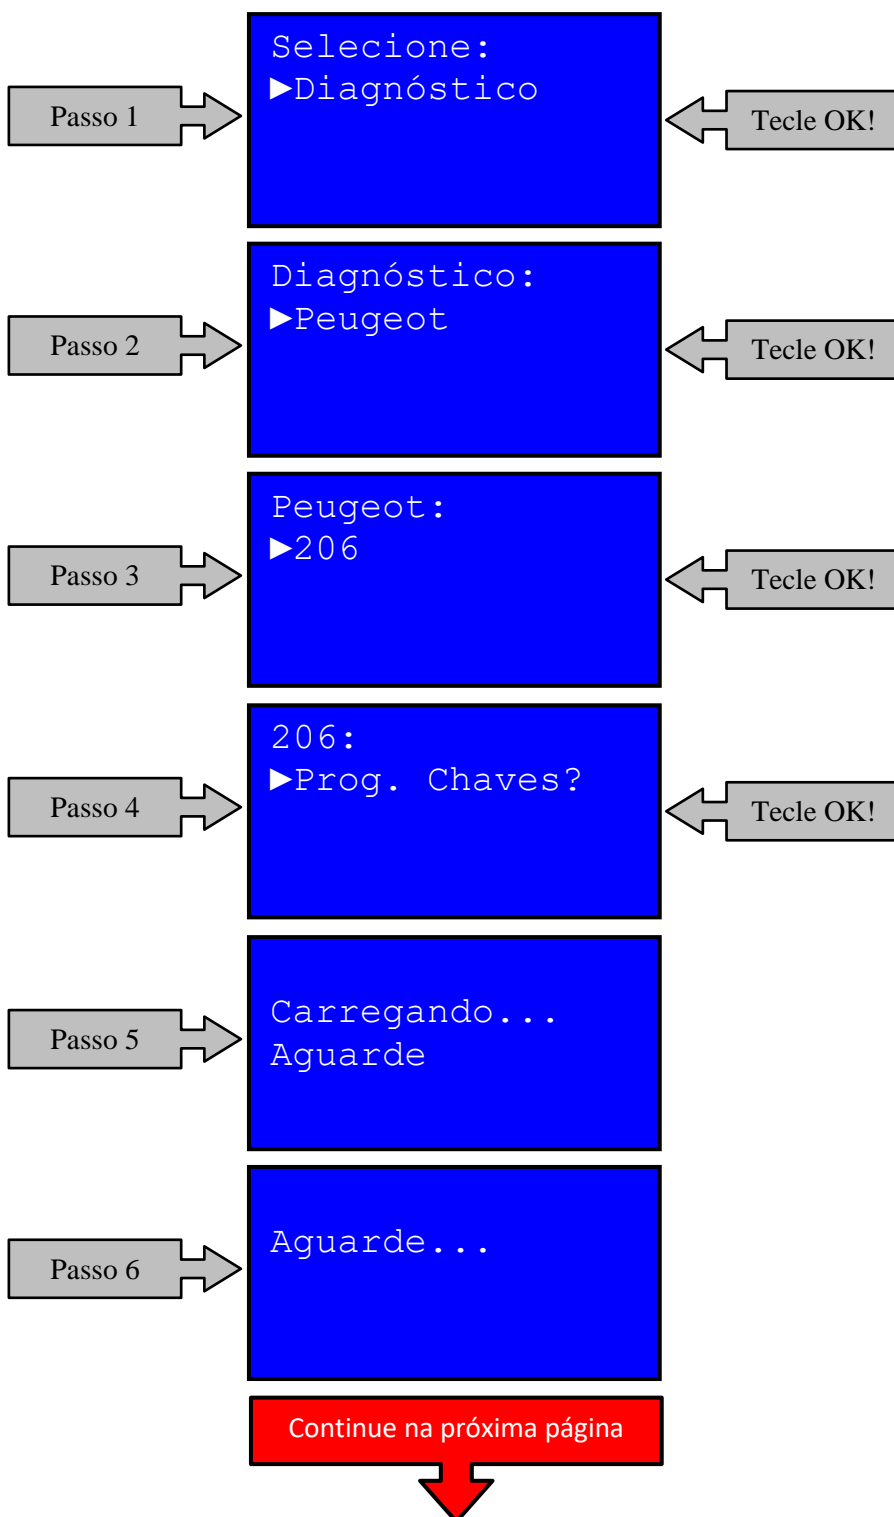 Selecione:
►Diagnóstico
Passo 1
Tecle OK!
Diagnóstico:
►Peugeot
Passo 2
Tecle OK!
Peugeot:
►206
Passo 3
Tecle OK!
206:
►Prog. Chaves?
Passo 4
Tecle OK!
Carregando...
Aguarde
Passo 5
Aguarde...
Passo 6
Continue na próxima página